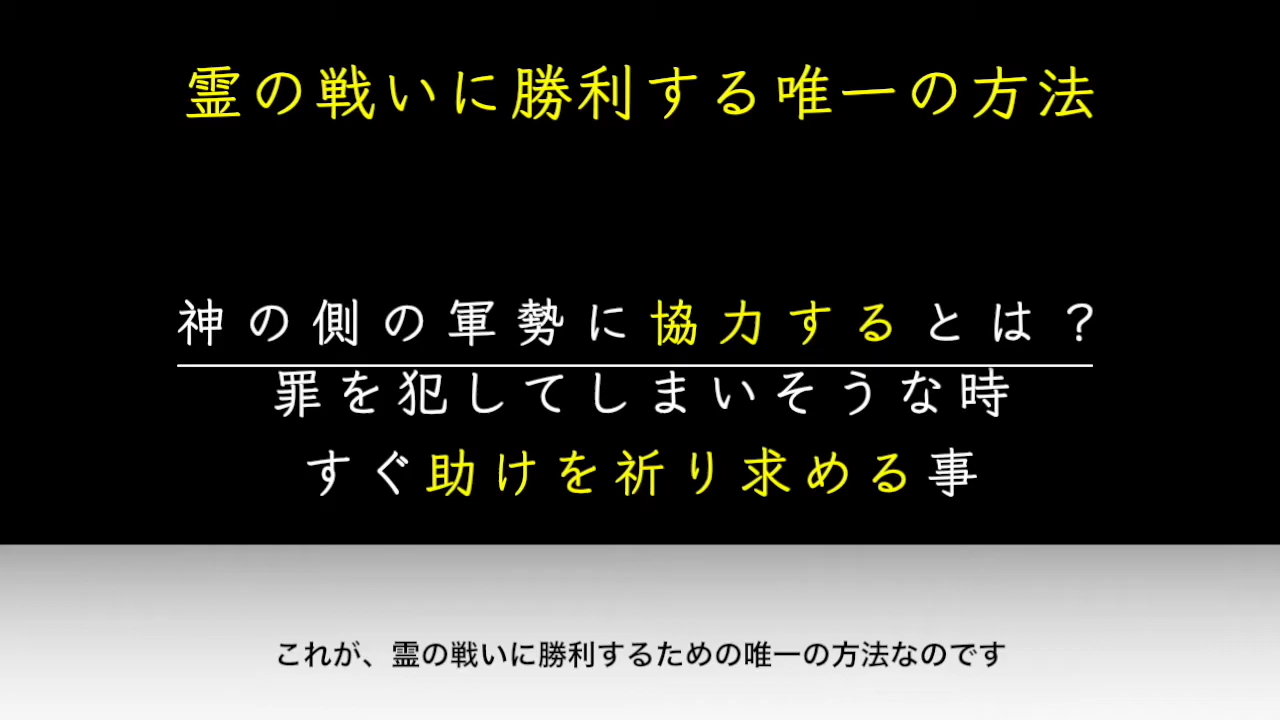 霊の戦いに勝利する唯一の方法
神の側の軍勢に協力するとは？
罪を犯してしまいそうな時
すぐ助けを祈り求める事
これが、霊の戦いに勝利するための唯一の方法なのです